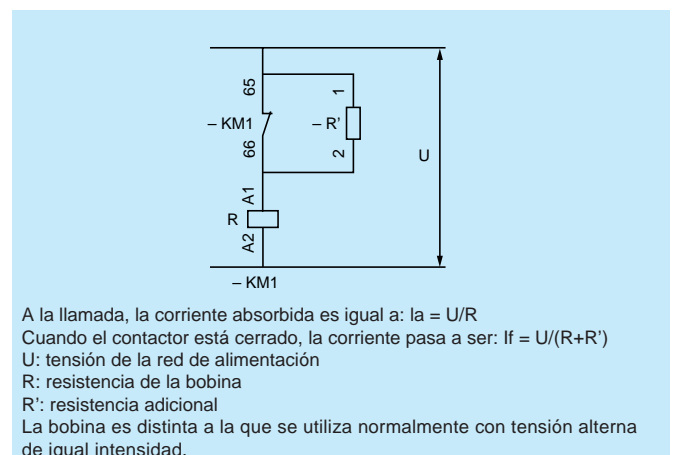 65
1
– KM1
– R’
66
2
U
A1
R
A2
– KM1
A la llamada, la corriente absorbida es igual a: Ia = U/R
Cuando el contactor está cerrado, la corriente pasa a ser: If = U/(R+R’)
U: tensión de la red de alimentación
R: resistencia de la bobina
R’: resistencia adicional
La bobina es distinta a la que se utiliza normalmente con tensión alterna
de igual intensidad.